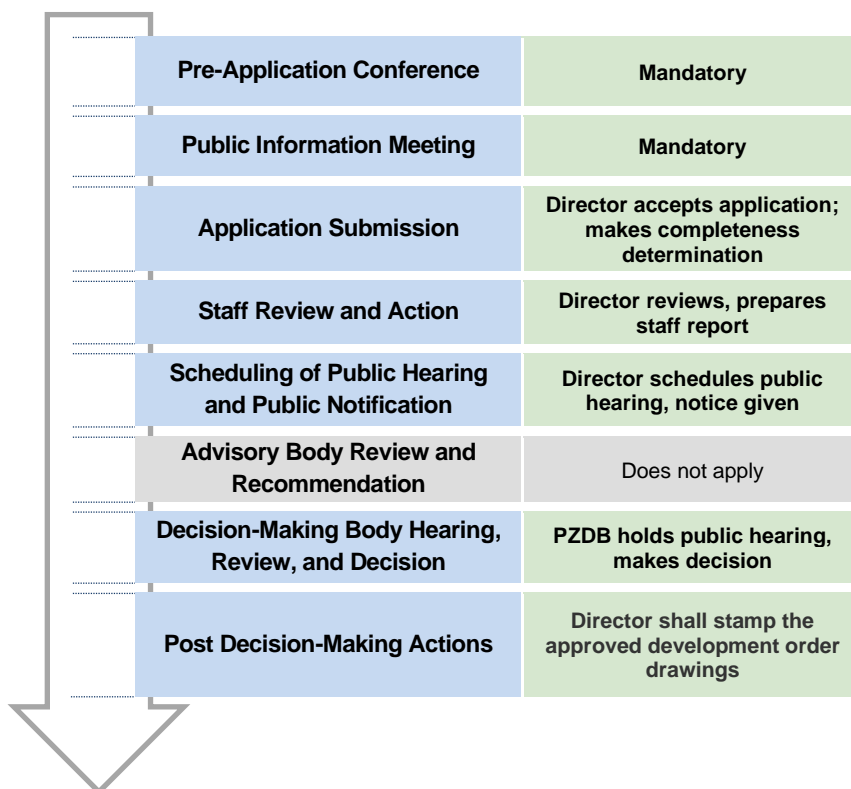 Pre-Application Conference
Mandatory
Public Information Meeting
Mandatory
Application Submission
Director accepts application;
makes completeness
determination
Staff Review and Action
Director reviews, prepares
staff report
Scheduling of Public Hearing
and Public Notification
Director schedules public
hearing, notice given
Advisory Body Review and
Recommendation
Does not apply
Decision-Making Body Hearing,
Review, and Decision
PZDB holds public hearing,
makes decision
Post Decision-Making Actions
Director shall stamp the
approved development order
drawings